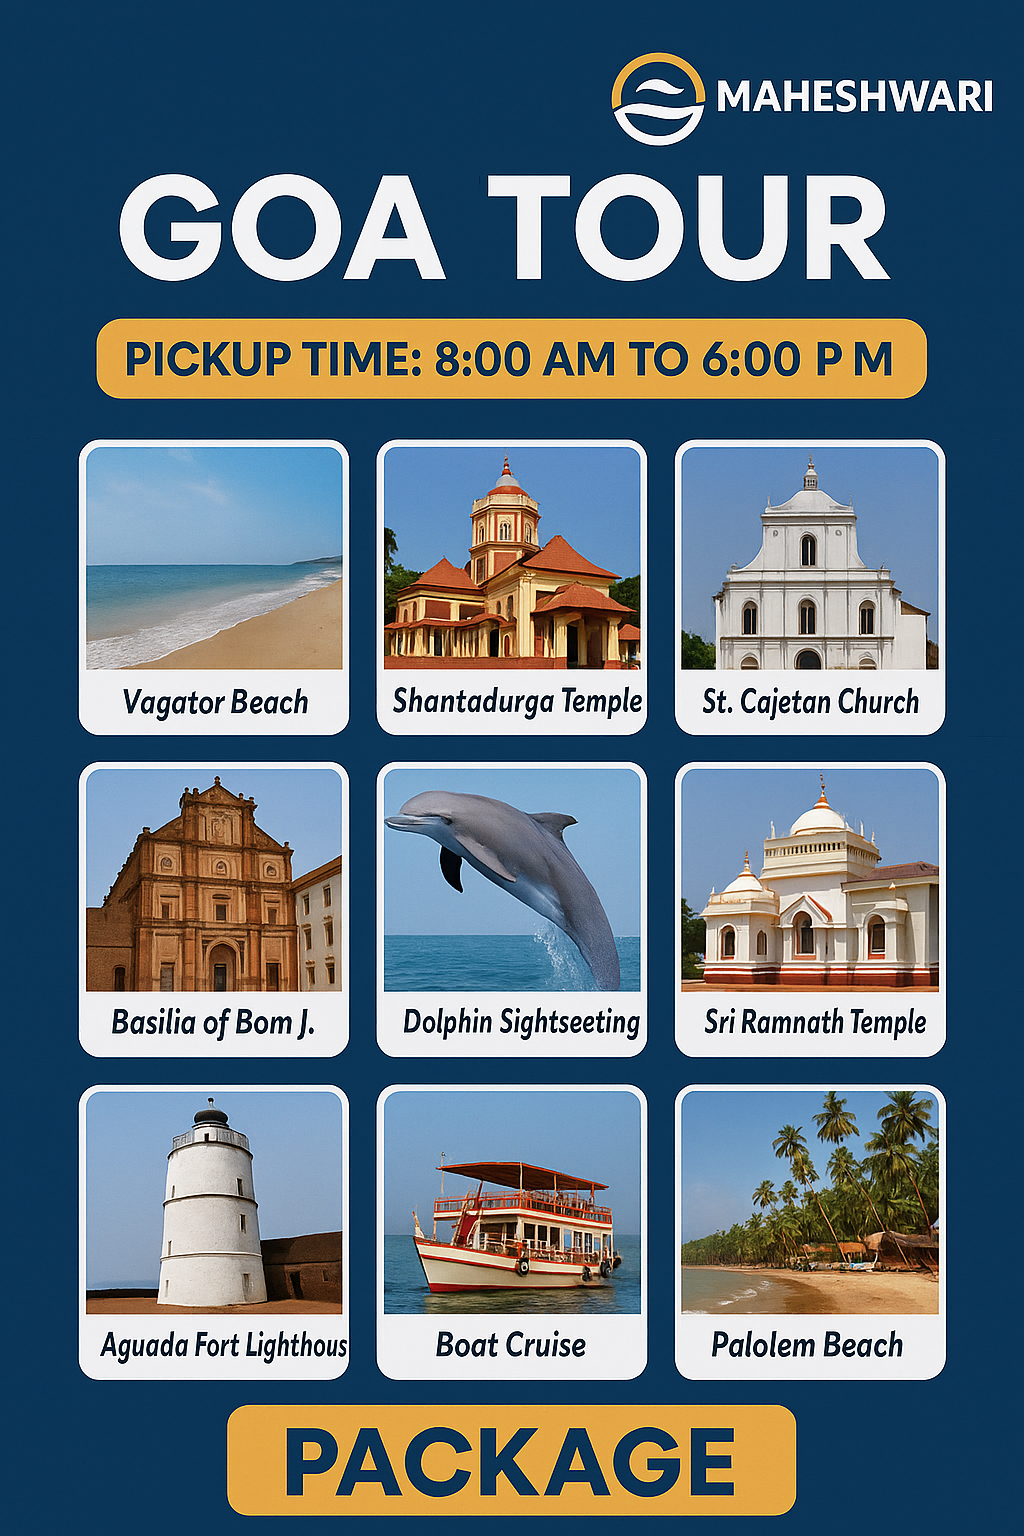 MAHESHWARI
GOA TOUR
PICKUP TIME: 8:00 AM TO 6:00 P M
Vagator Beach
Shantadurga Temple
St. Cajetan Church
Basilia of Bom J.
Dolphin Sightseeting
Sri Ramnath Temple
Aguada Fort Lighthous
Boat Cruise
Palolem Beach
PACKAGE